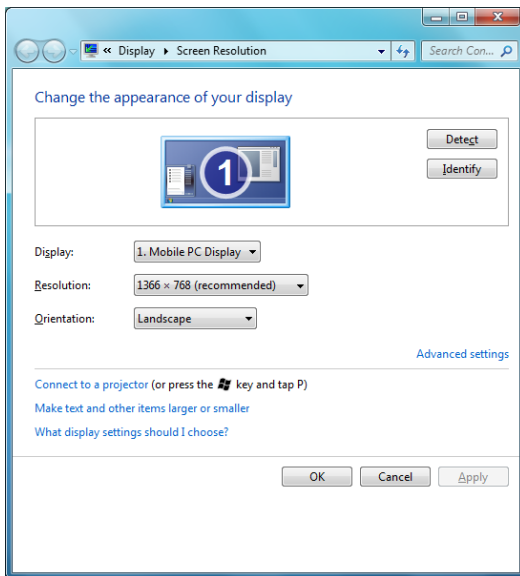 « Display ▸ Screen Resolution Search Con...
Change the appearance of your display
1
Detect
Identify
Display: 1. Mobile PC Display
Resolution: 1366 × 768 (recommended)
Orientation: Landscape
Advanced settings
Connect to a projector (or press the key and tap P)
Make text and other items larger or smaller
What display settings should I choose?
OK Cancel Apply